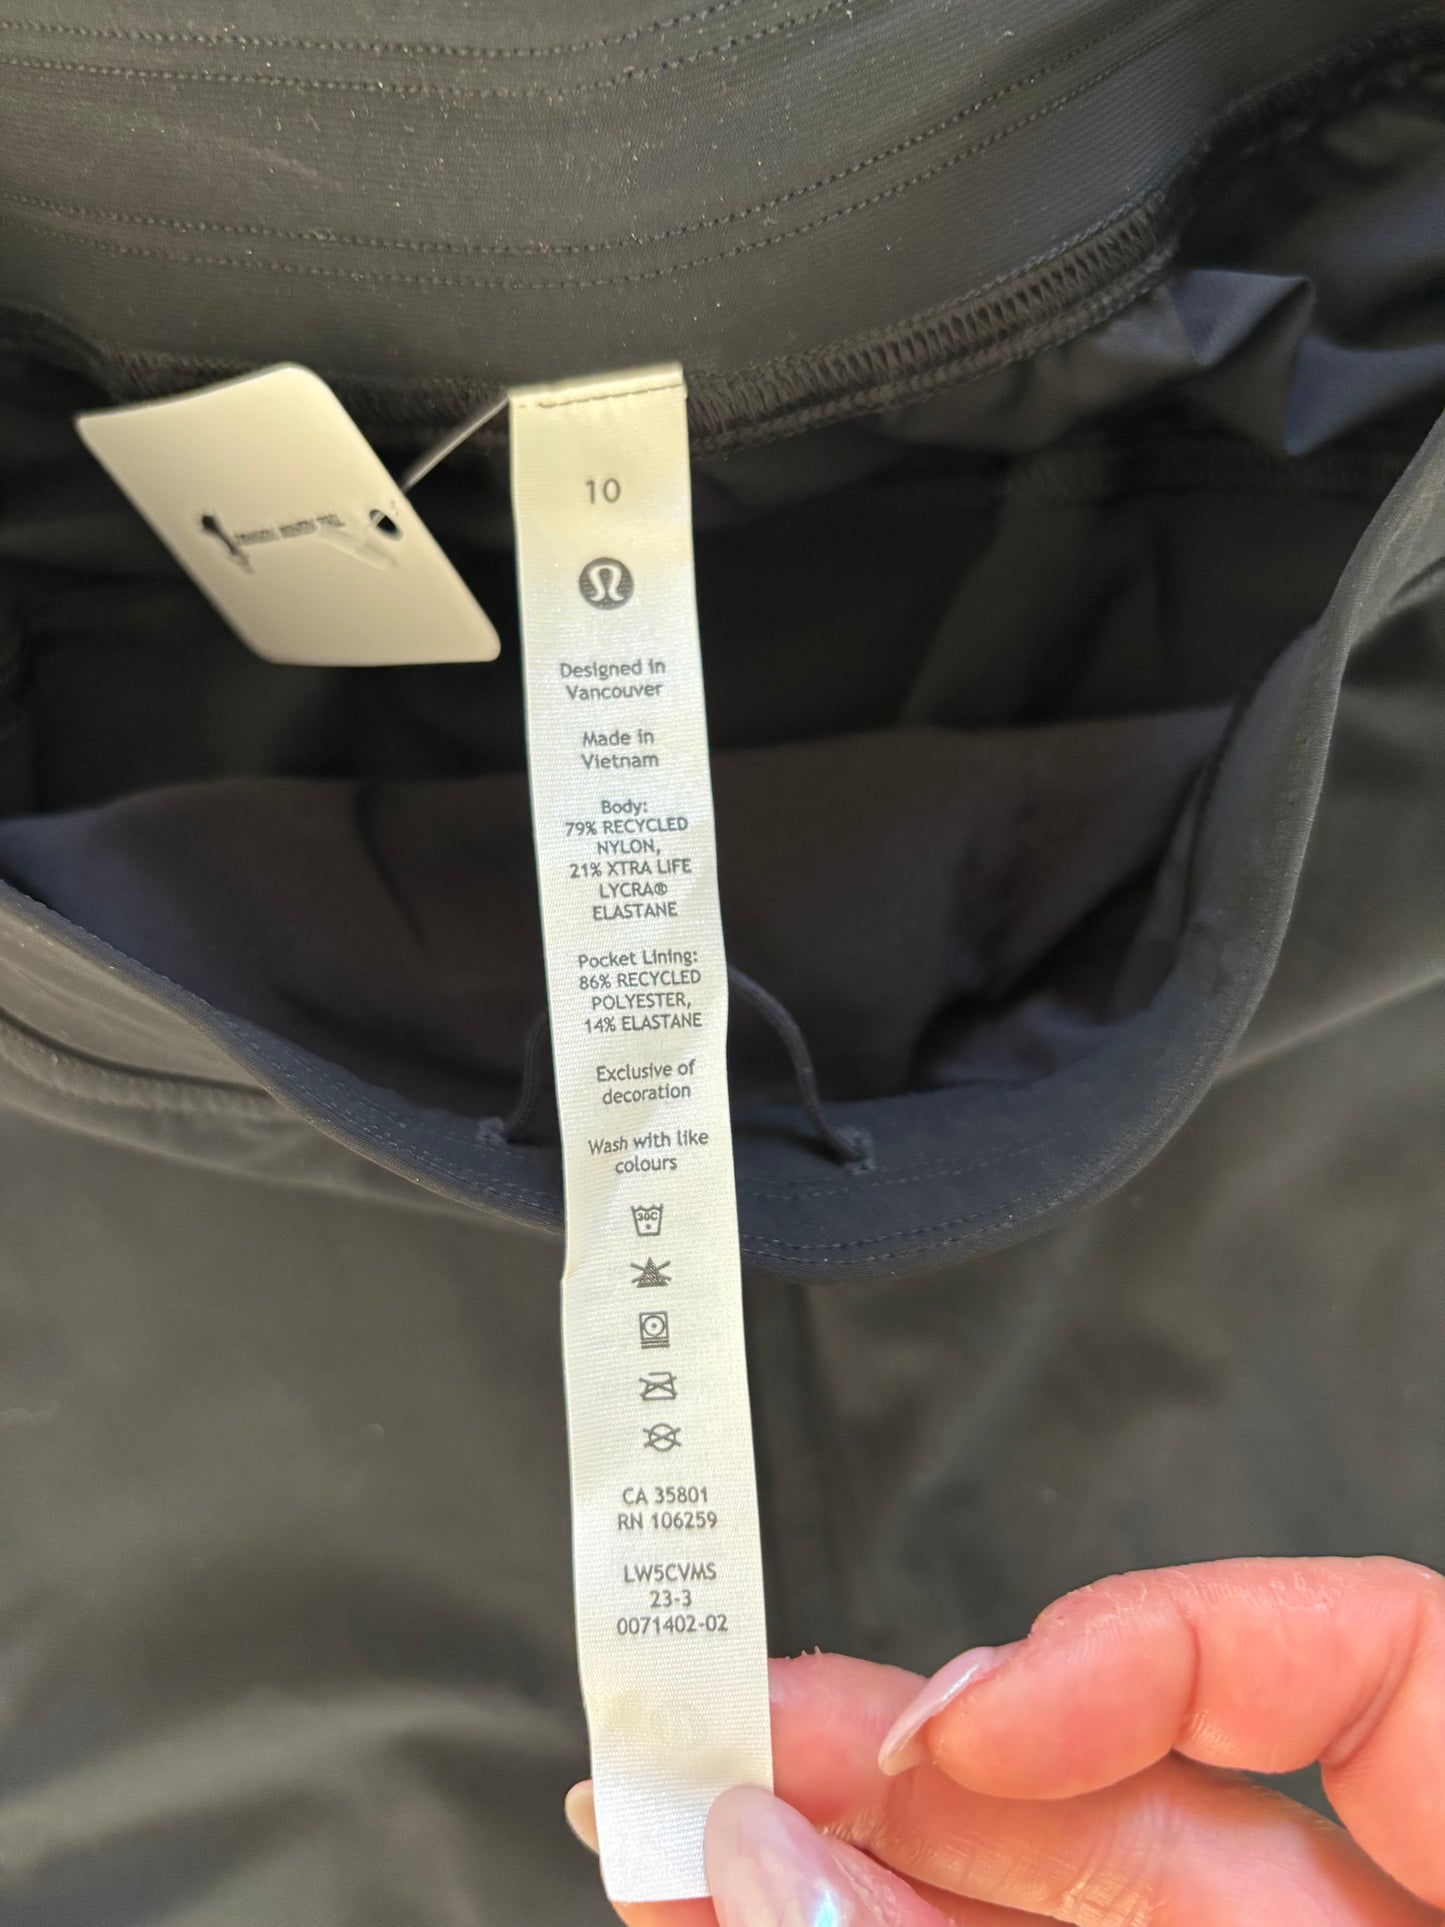 10
Designed in
Vancouver
Made in
Vietnam
Body:
79% RECYCLED
NYLON,
21% XTRA LIFE
LYCRA®
ELASTANE
Pocket Lining:
86% RECYCLED
POLYESTER,
14% ELASTANE
Exclusive of
decoration
Wash with like
colours
30C
CA 35801
RN 106259
LW5CVMS
23-3
0071402-02